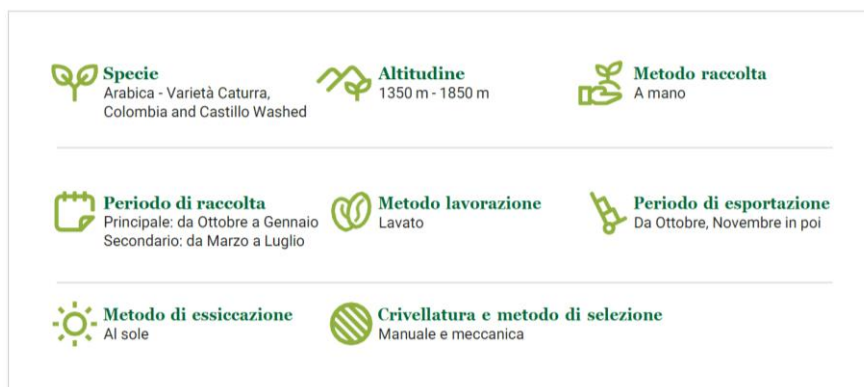 Specie
Arabica - Varietà Caturra,
Colombia and Castillo Washed
Altitudine
1350 m - 1850 m
Metodo raccolta
A mano
Periodo di raccolta
Principale: da Ottobre a Gennaio
Secondario: da Marzo a Luglio
Metodo lavorazione
Lavato
Periodo di esportazione
Da Ottobre, Novembre in poi
Metodo di essiccazione
Al sole
Crivellatura e metodo di selezione
Manuale e meccanica